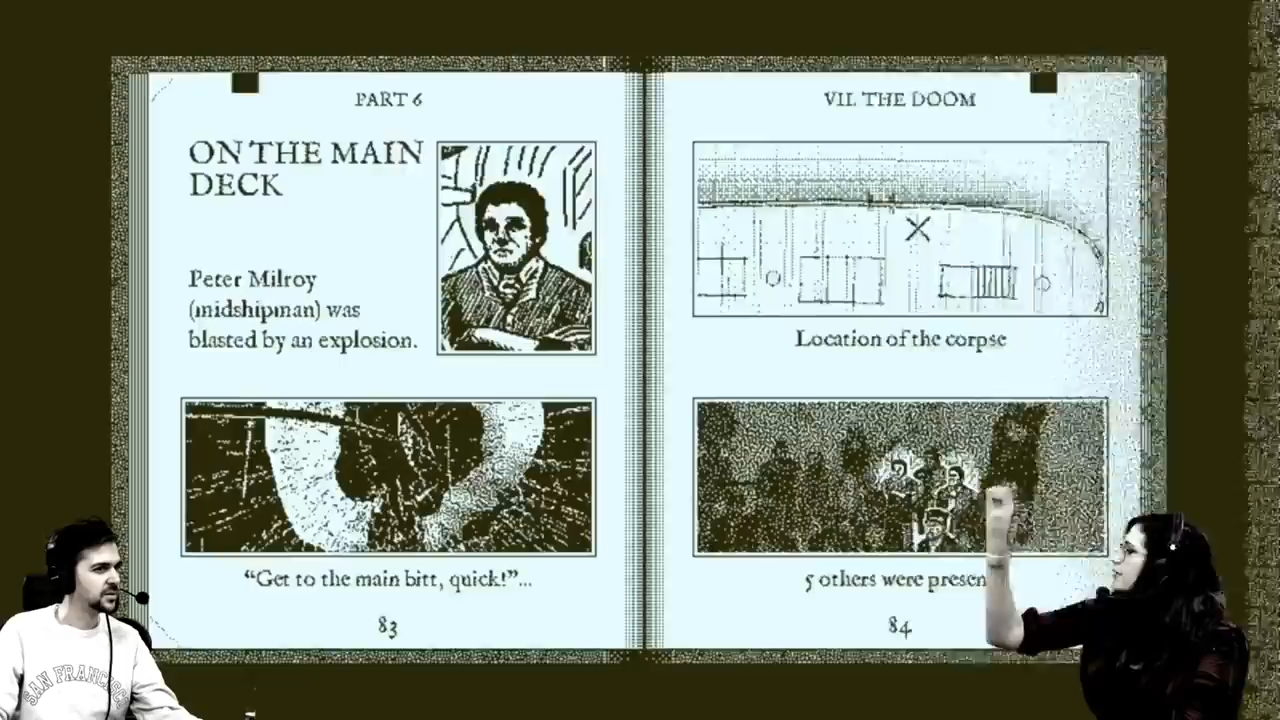 PART 6
ON THE MAIN
DECK
Peter Milroy
(midshipman) was
blasted by an explosion.
"Get to the main bitt, quick!"...
83
VII. THE DOOM
Location of the corpse
5 others were presen
84
SAN FRANCISCO